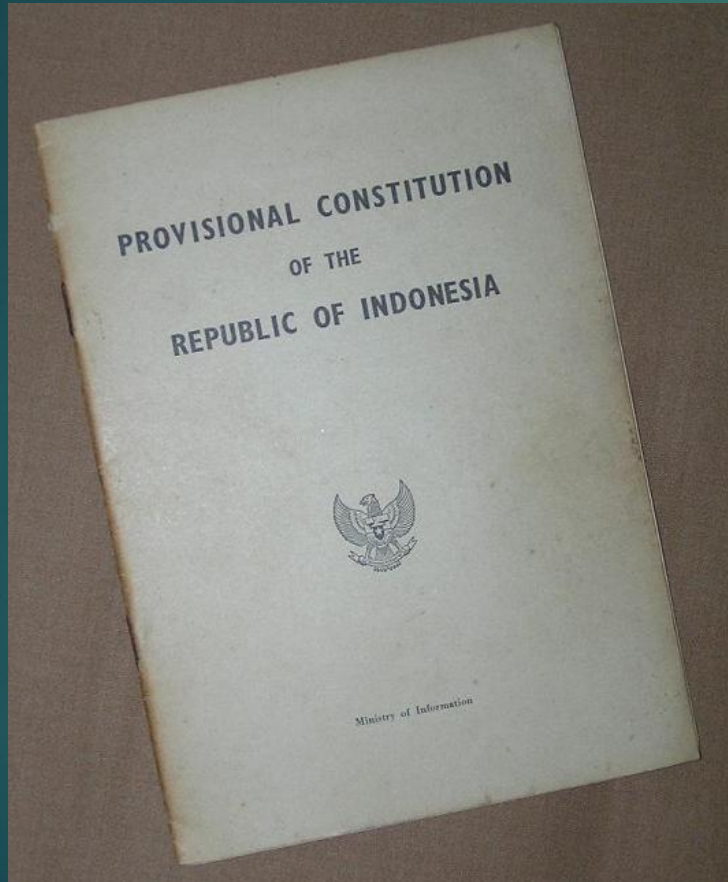 PROVISIONAL CONSTITUTION
OF THE
REPUBLIC OF INDONESIA
Ministry of Information